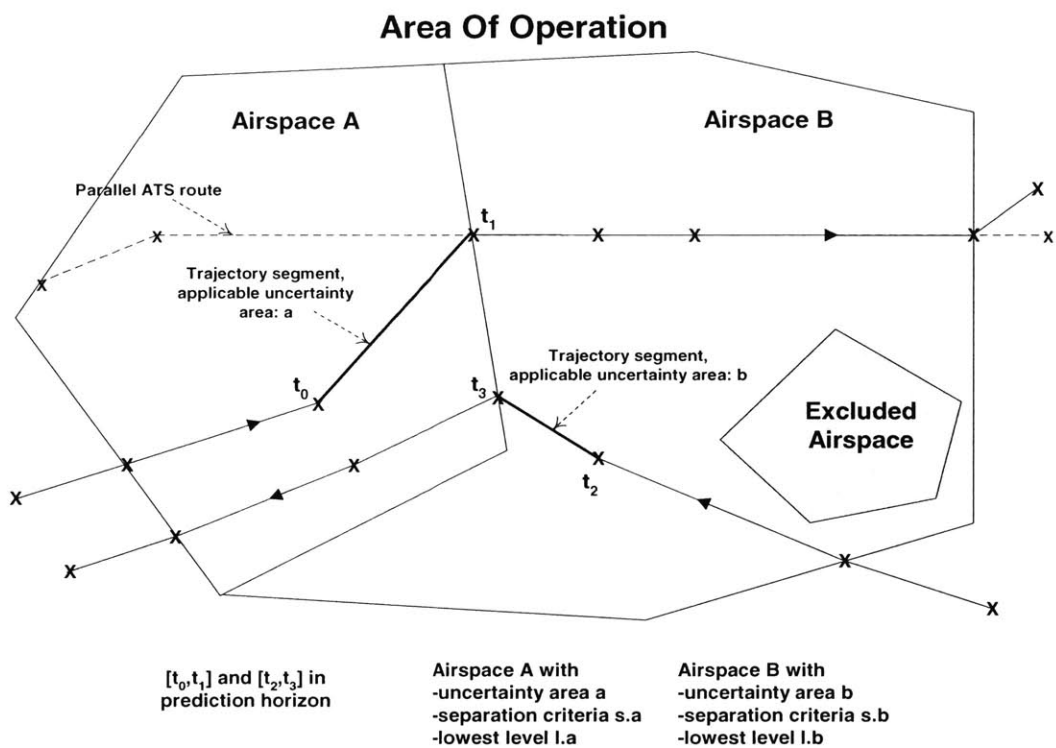 Area Of Operation
Airspace A
Airspace B
Parallel ATS route
X
X
X
X
t₁
X
X
X
X
X
Trajectory segment,
applicable uncertainty
area: a
Trajectory segment,
applicable uncertainty area: b
t₀
X
t₃
X
Excluded
Airspace
X
X
X
t₂
X
X
X
X
X
[t₀,t₁] and [t₂,t₃] in
prediction horizon
Airspace A with
-uncertainty area a
-separation criteria s.a
-lowest level l.a
Airspace B with
-uncertainty area b
-separation criteria s.b
-lowest level l.b